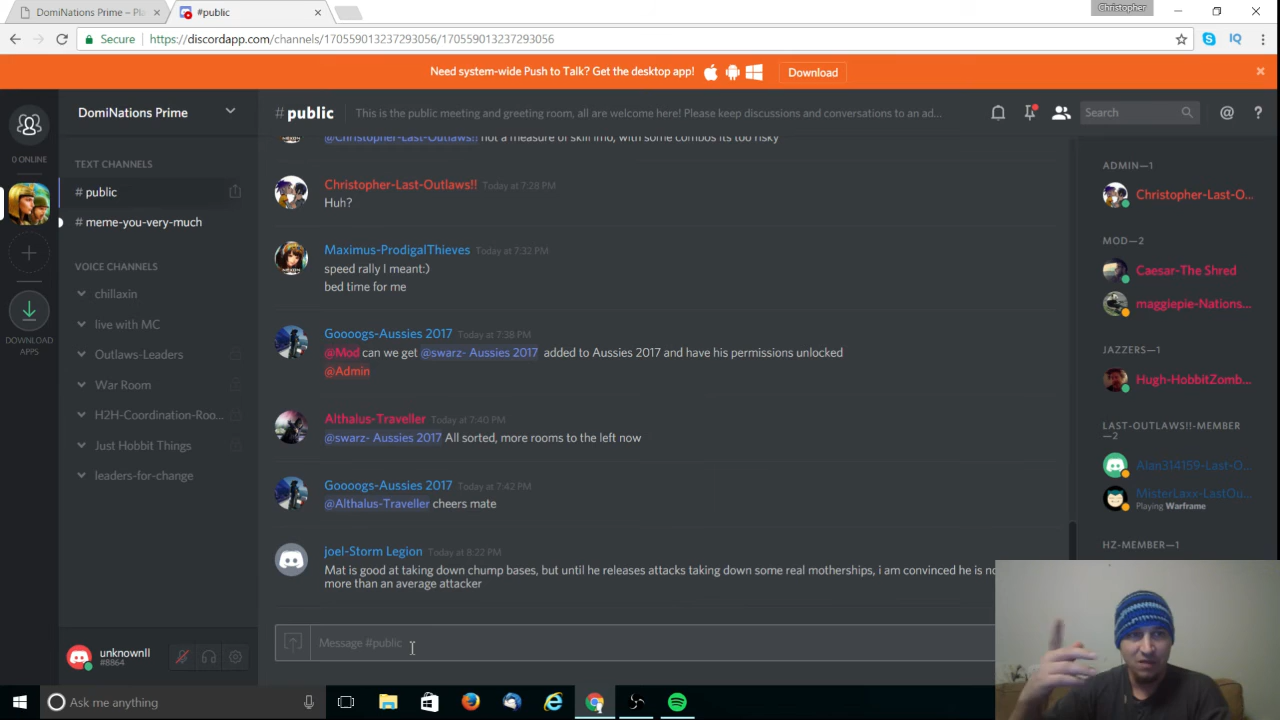 DomiNations Prime – Pla
#public
Christopher
Secure
https://discordapp.com/channels/170559013237293056/170559013237293056
Need system-wide Push to Talk? Get the desktop app!
Download
0 ONLINE
DOWNLOAD
APPS
DomiNations Prime
TEXT CHANNELS
# public
# meme-you-very-much
VOICE CHANNELS
chillaxin
live with MC
Outlaws-Leaders
War Room
H2H-Coordination-Roo...
Just Hobbit Things
leaders-for-change
unknownll
#8864
# public
This is the public meeting and greeting room, all are welcome here! Please keep discussions and conversations to an ad...
Search
@Christopher-Last-Outlaws!! not a measure of skill imo, with some combos its too risky
Christopher-Last-Outlaws!! Today at 7:28 PM
Huh?
Maximus-ProdigalThieves Today at 7:32 PM
speed rally I meant:)
bed time for me
Goooogs-Aussies 2017 Today at 7:38 PM
@Mod can we get @swarz- Aussies 2017 added to Aussies 2017 and have his permissions unlocked
@Admin
Althalus-Traveller Today at 7:40 PM
@swarz- Aussies 2017 All sorted, more rooms to the left now
Goooogs-Aussies 2017 Today at 7:42 PM
@Althalus-Traveller cheers mate
joel-Storm Legion Today at 8:22 PM
Mat is good at taking down chump bases, but until he releases attacks taking down some real motherships, i am convinced he is no
more than an average attacker
Message #public
ADMIN—1
Christopher-Last-O...
MOD—2
Caesar-The Shred
maggiepie-Nations...
JAZZERS—1
Hugh-HobbitZomb...
LAST-OUTLAWS!!-MEMBER
—2
Alan314159-Last-O...
MisterLaxx-LastOu...
Playing Warframe
HZ-MEMBER—1
Ask me anything